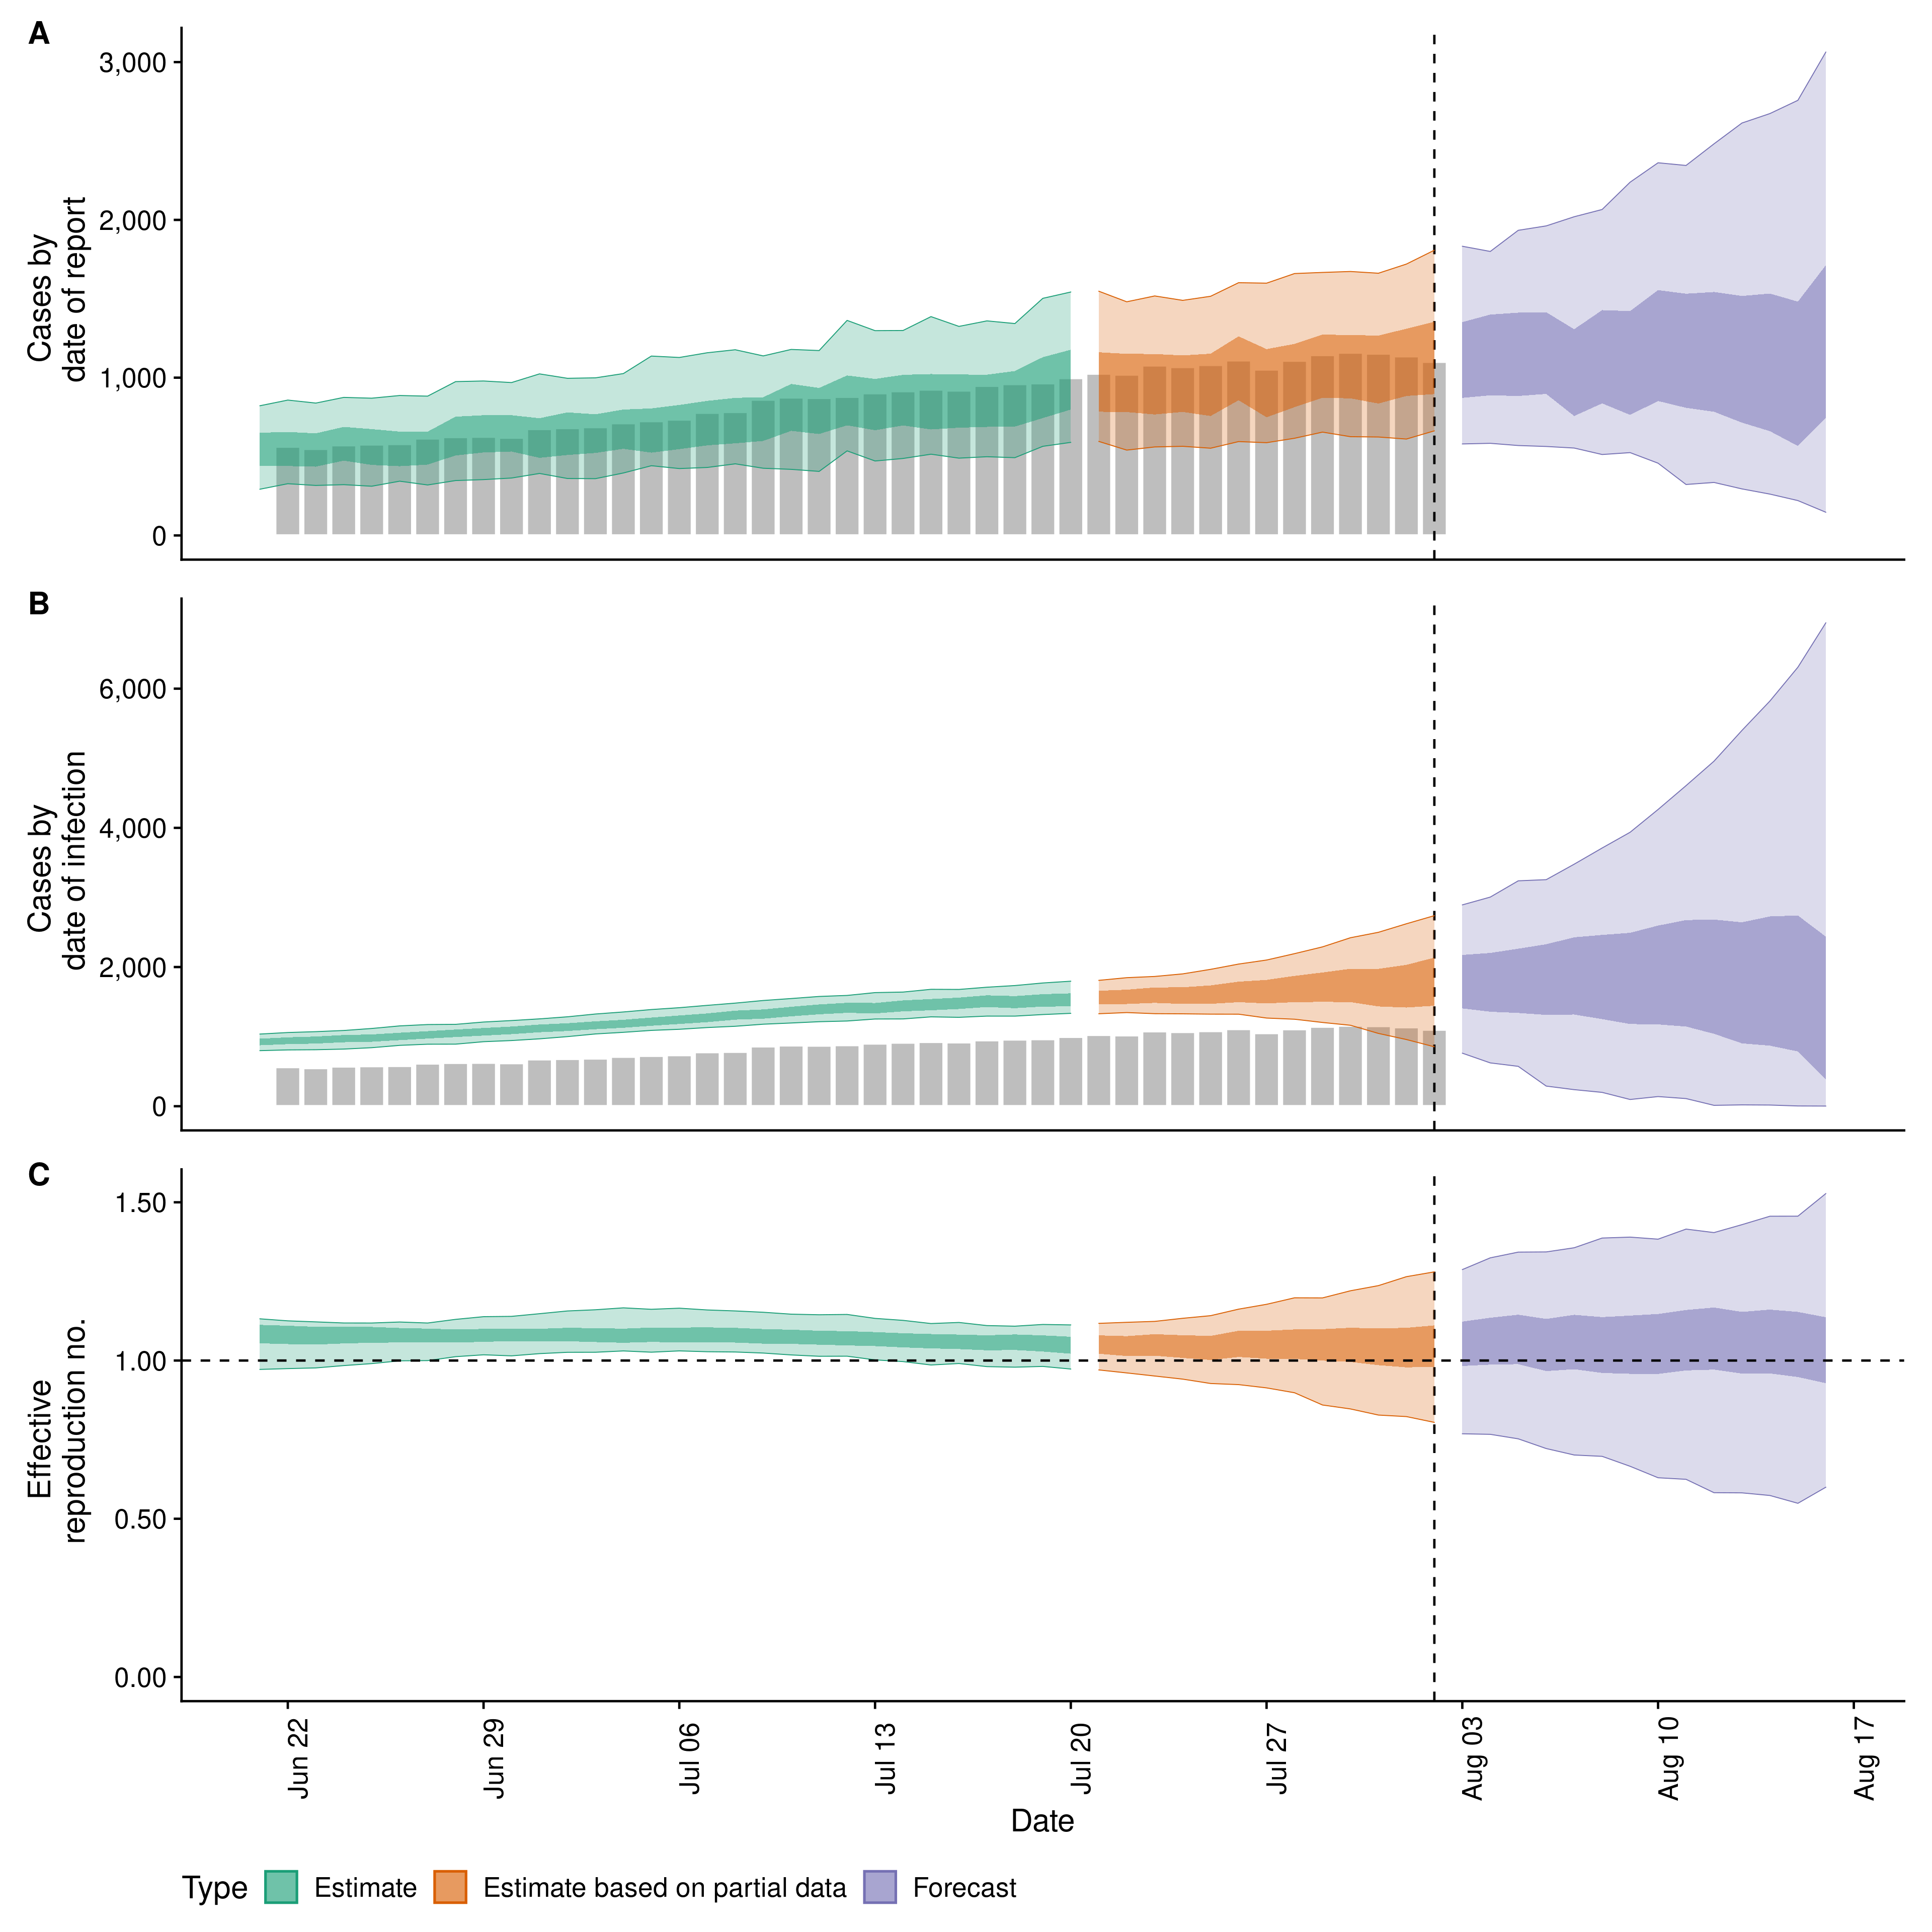 A
Cases by
date of report
3,000
2,000
1,000
0
B
Cases by
date of infection
6,000
4,000
2,000
0
C
Effective
reproduction no.
1.50
1.00
0.50
0.00
Jun 22
Jun 29
Jul 06
Jul 13
Jul 20
Jul 27
Aug 03
Aug 10
Aug 17
Date
Type Estimate Estimate based on partial data Forecast